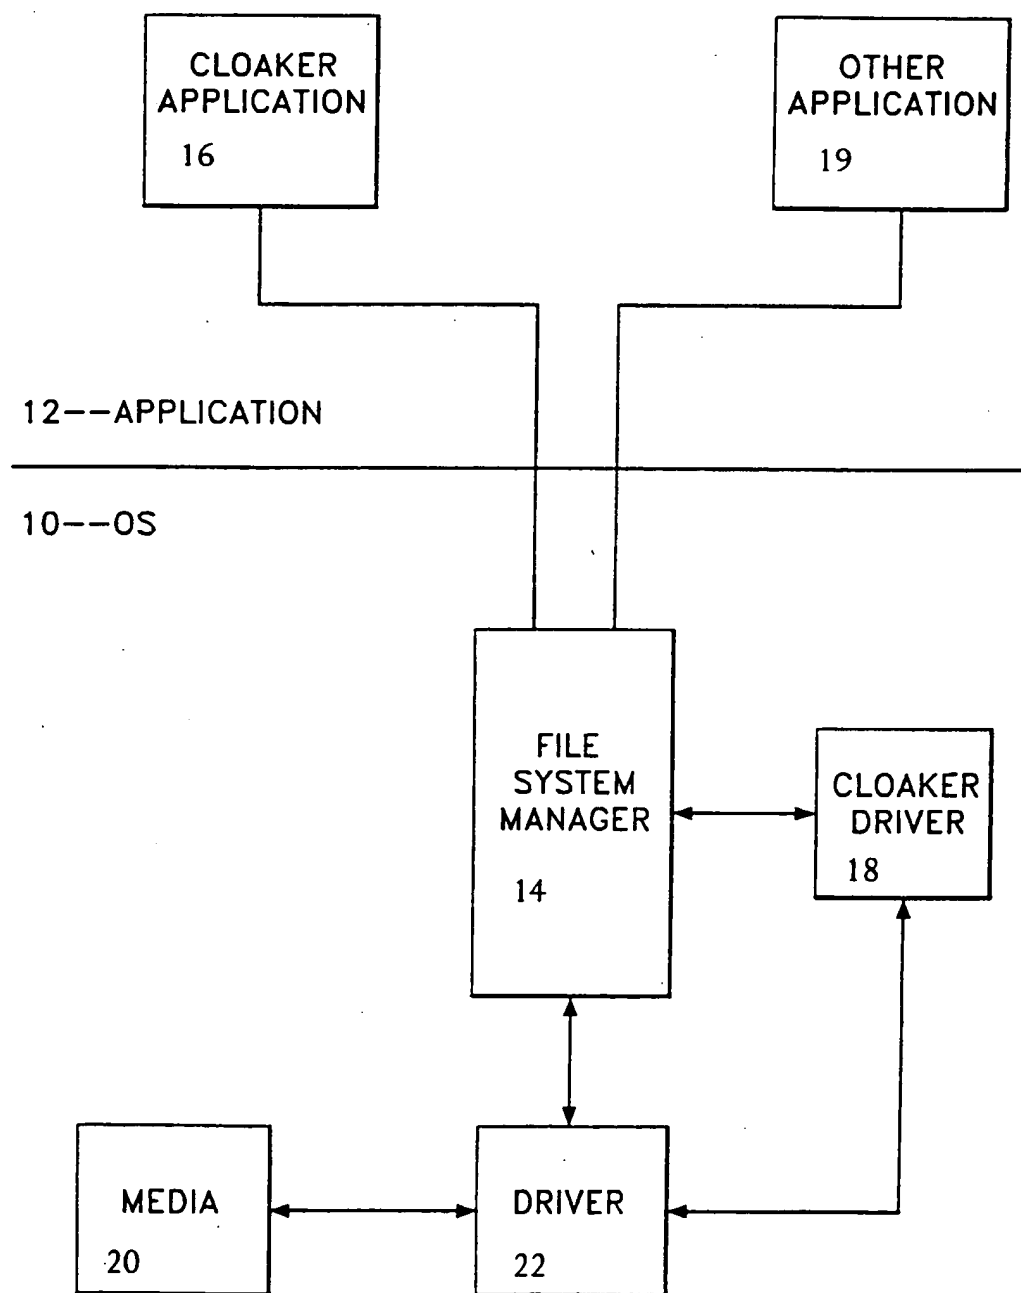 CLOAKER
APPLICATION
16
OTHER
APPLICATION
19
12--APPLICATION
10--OS
FILE
SYSTEM
MANAGER
14
CLOAKER
DRIVER
18
MEDIA
20
DRIVER
22